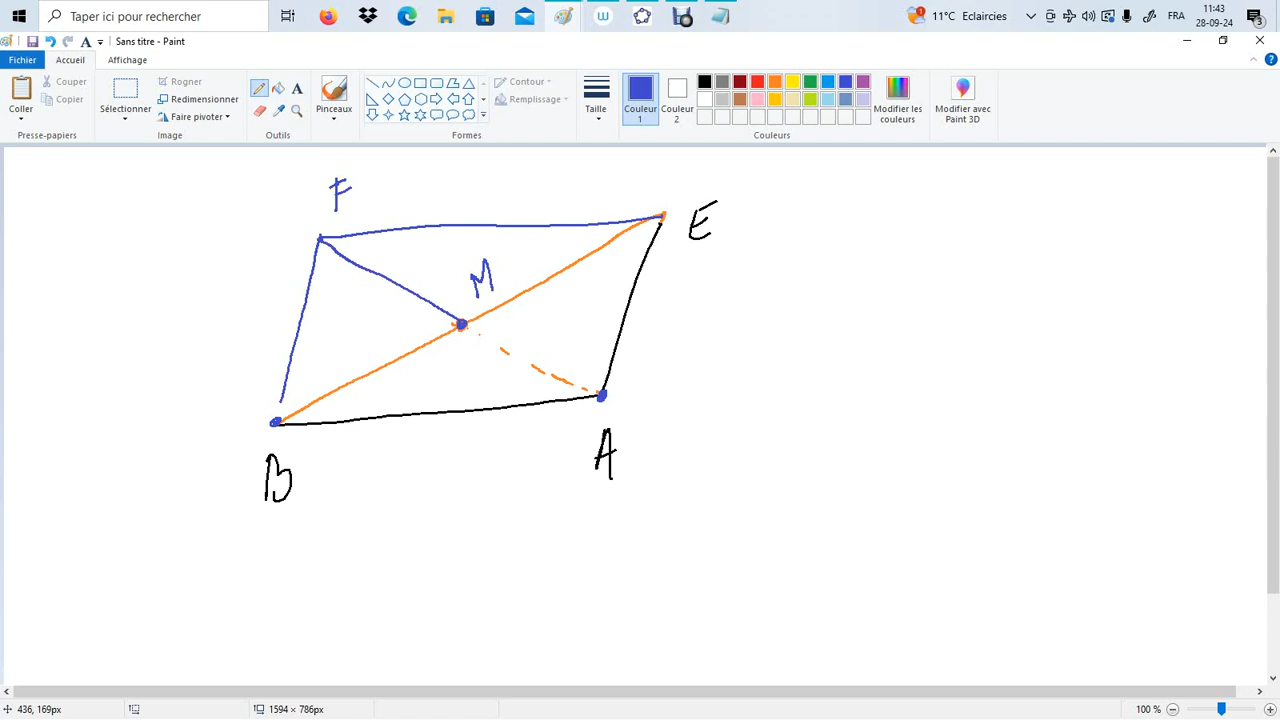 Taper ici pour rechercher
11°C Eclaircies
FRA
11:43
28-09-24
3
Sans titre - Paint
Fichier
Accueil
Affichage
Coller
Couper
Copier
Presse-papiers
Sélectionner
Rogner
Redimensionner
Faire pivoter
Image
A
Outils
Pinceaux
Contour
Remplissage
Formes
Taille
Couleur
1
Couleur
2
Modifier les
couleurs
Couleurs
Modifier avec
Paint 3D
F
E
M
B
A
436, 169px
1594 × 786px
100 %